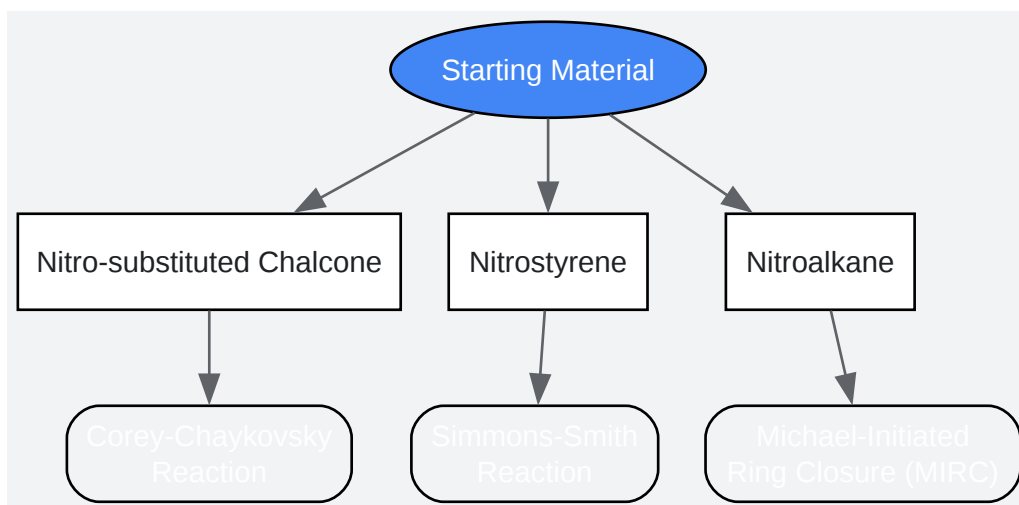 Starting Material
Nitro-substituted Chalcone
Nitrostyrene
Nitroalkane
Corey-Chaykovsky
Reaction
Simmons-Smith
Reaction
Michael-Initiated
Ring Closure (MIRC)